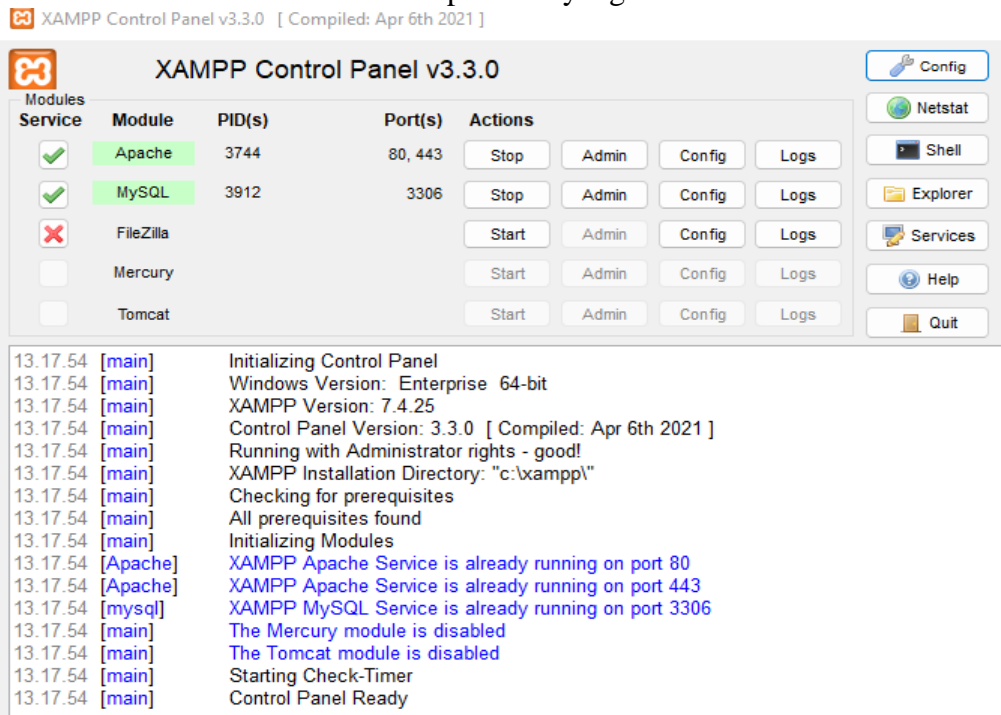 XAMPP Control Panel v3.3.0 [ Compiled: Apr 6th 2021 ]
XAMPP Control Panel v3.3.0
Config
Modules
Service Module PID(s) Port(s) Actions
Netstat
Apache 3744 80, 443 Stop Admin Config Logs
Shell
MySQL 3912 3306 Stop Admin Config Logs
Explorer
FileZilla Start Admin Config Logs
Services
Mercury Start Admin Config Logs
Help
Tomcat Start Admin Config Logs
Quit
13.17.54 [main] Initializing Control Panel
13.17.54 [main] Windows Version: Enterprise 64-bit
13.17.54 [main] XAMPP Version: 7.4.25
13.17.54 [main] Control Panel Version: 3.3.0 [ Compiled: Apr 6th 2021 ]
13.17.54 [main] Running with Administrator rights - good!
13.17.54 [main] XAMPP Installation Directory: "c:\xampp\"
13.17.54 [main] Checking for prerequisites
13.17.54 [main] All prerequisites found
13.17.54 [main] Initializing Modules
13.17.54 [Apache] XAMPP Apache Service is already running on port 80
13.17.54 [Apache] XAMPP Apache Service is already running on port 443
13.17.54 [mysql] XAMPP MySQL Service is already running on port 3306
13.17.54 [main] The Mercury module is disabled
13.17.54 [main] The Tomcat module is disabled
13.17.54 [main] Starting Check-Timer
13.17.54 [main] Control Panel Ready